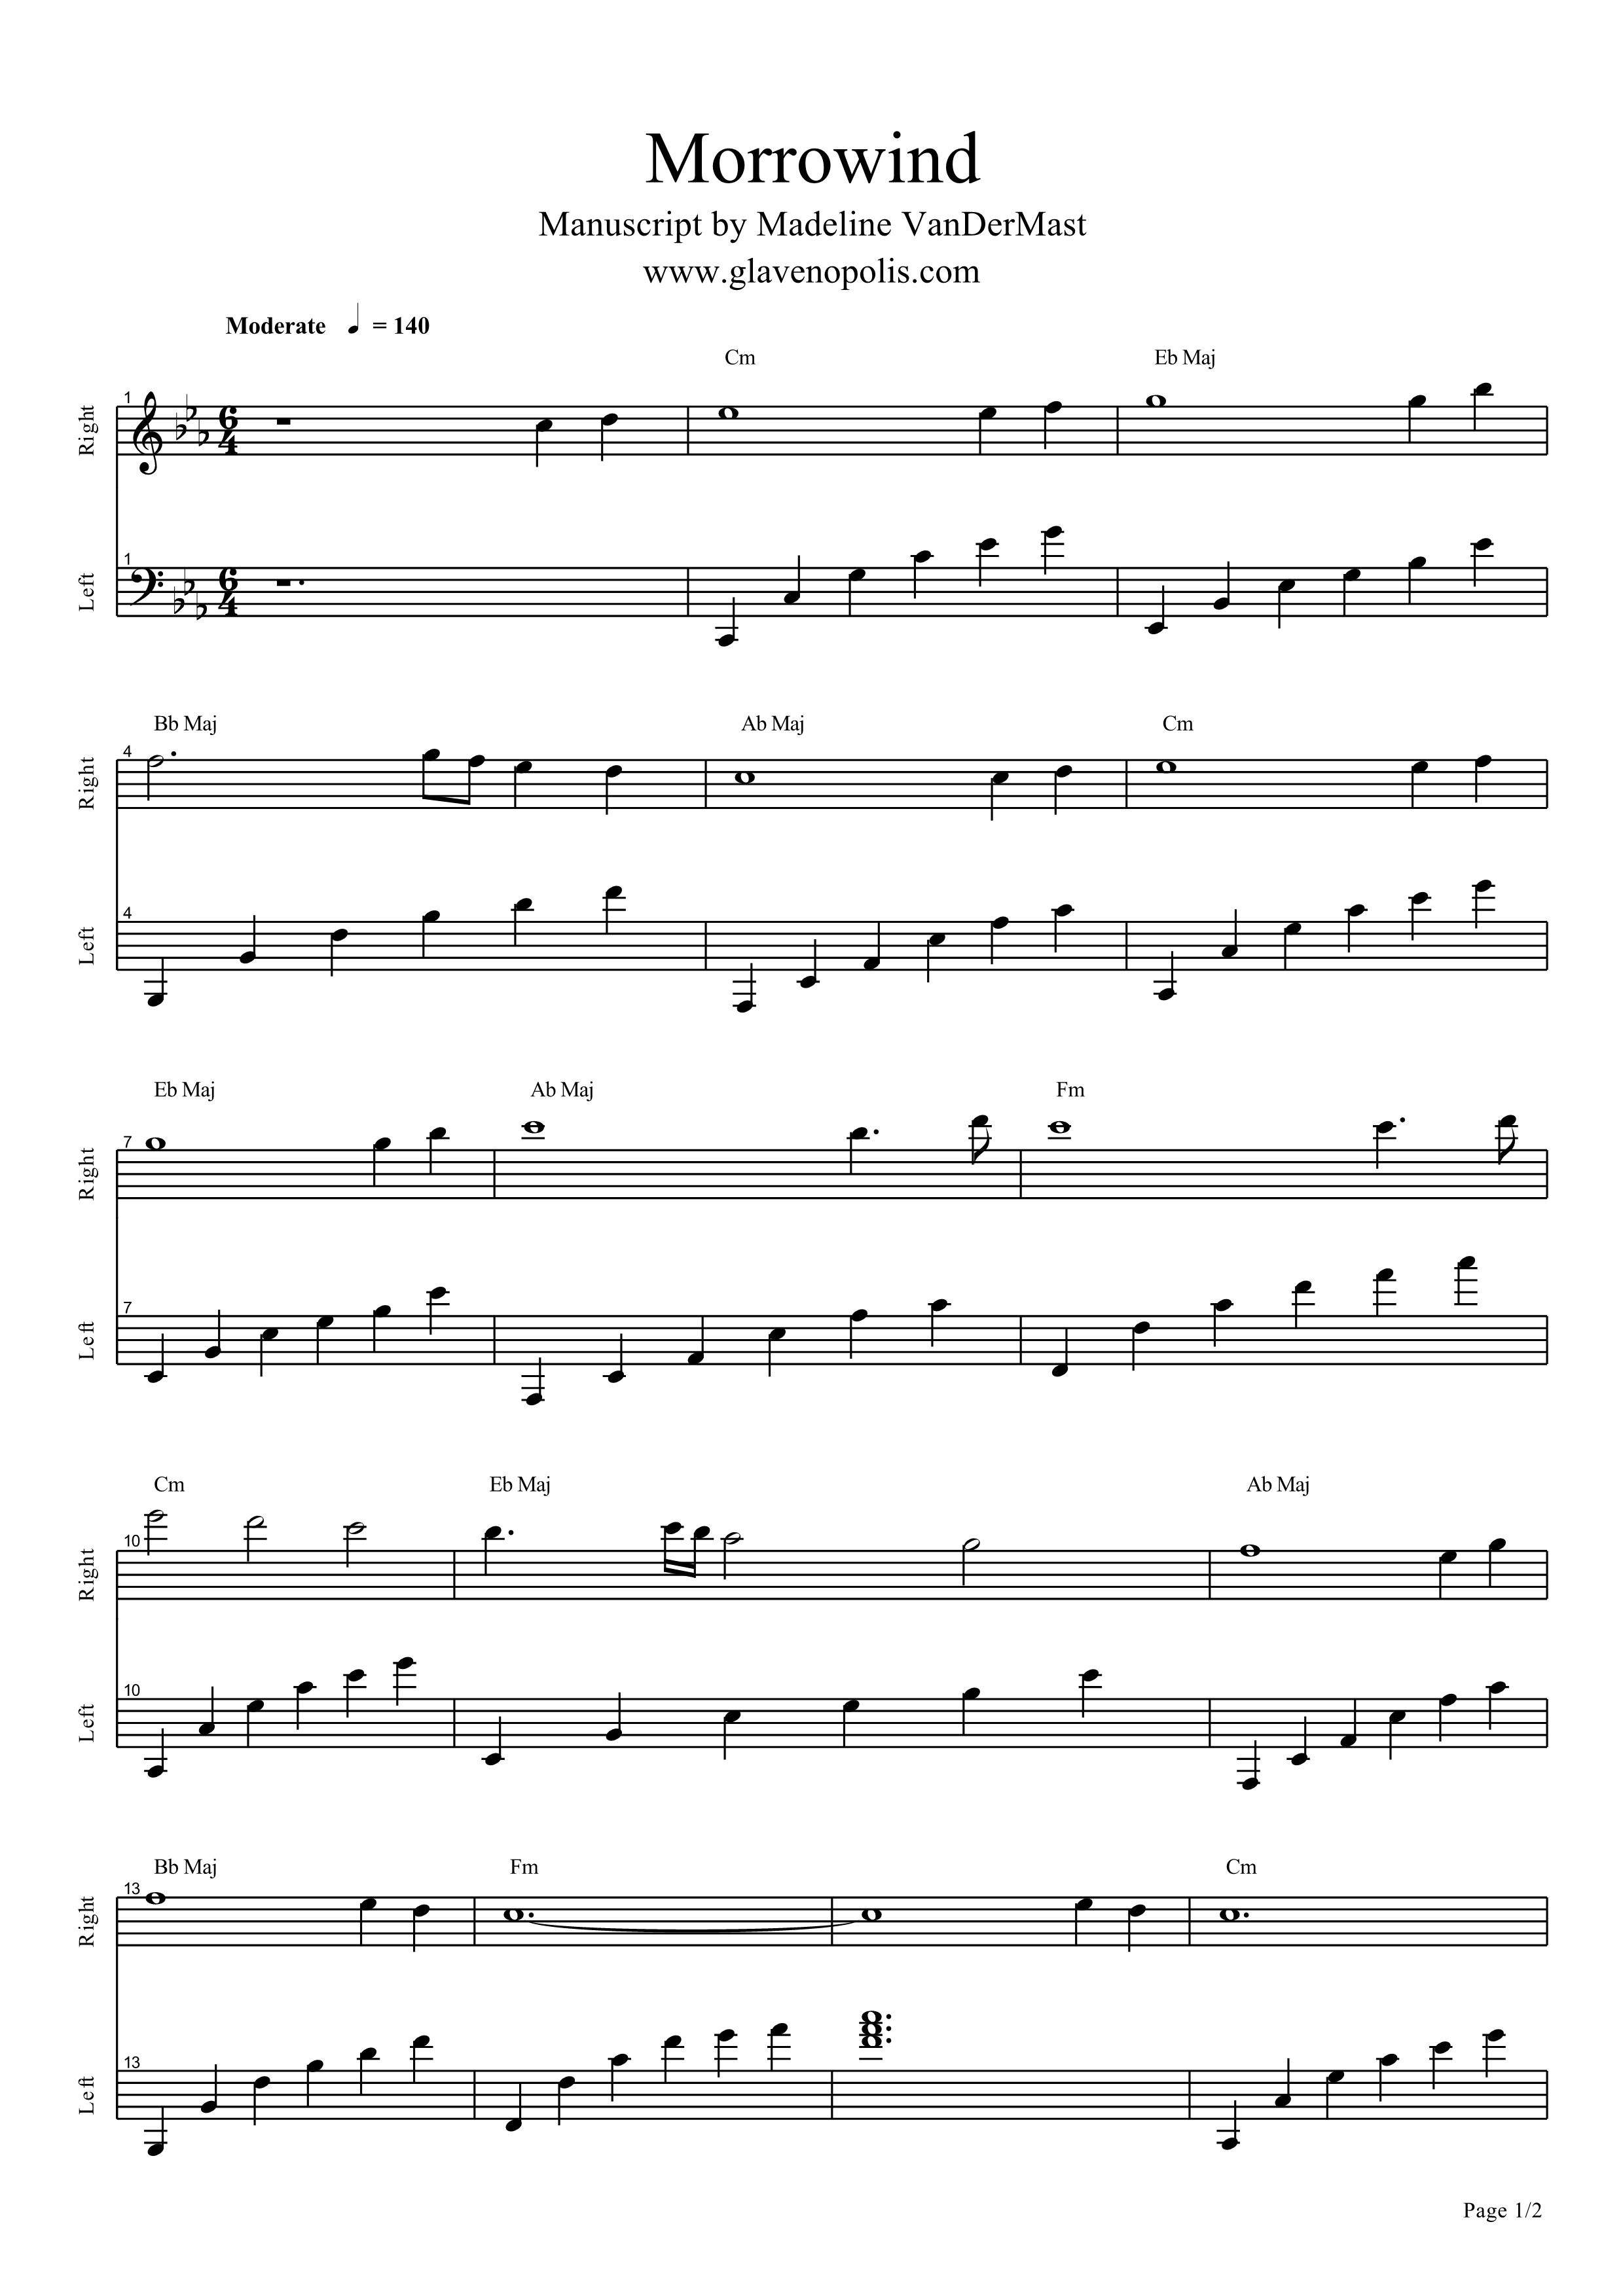 Morrowind
Manuscript by Madeline VanDerMast
www.glavenopolis.com
Moderate = 140
Cm Eb Maj
Right 1 6 4
Left 1 6 4
Bb Maj Ab Maj Cm
Right 4
Left 4
Eb Maj Ab Maj Fm
Right 7
Left 7
Cm Eb Maj Ab Maj
Right 10
Left 10
Bb Maj Fm Cm
Right 13
Left 13
Page 1/2